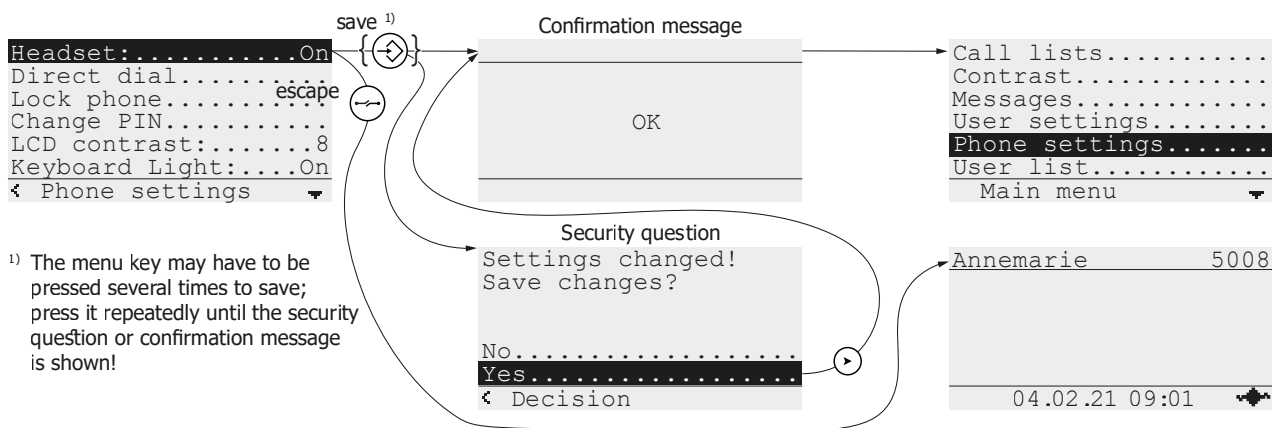 save 1)
Headset:...........On
Direct dial..........
Lock phone...........
Change PIN...........
LCD contrast:.......8
Keyboard Light:....On
< Phone settings
escape
Confirmation message
OK
Call lists............
Contrast.............
Messages.............
User settings........
Phone settings.......
User list............
Main menu
1) The menu key may have to be
pressed several times to save;
press it repeatedly until the security
question or confirmation message
is shown!
Security question
Settings changed!
Save changes?
No...................
Yes..................
< Decision
Annemarie 5008
04.02.21 09:01